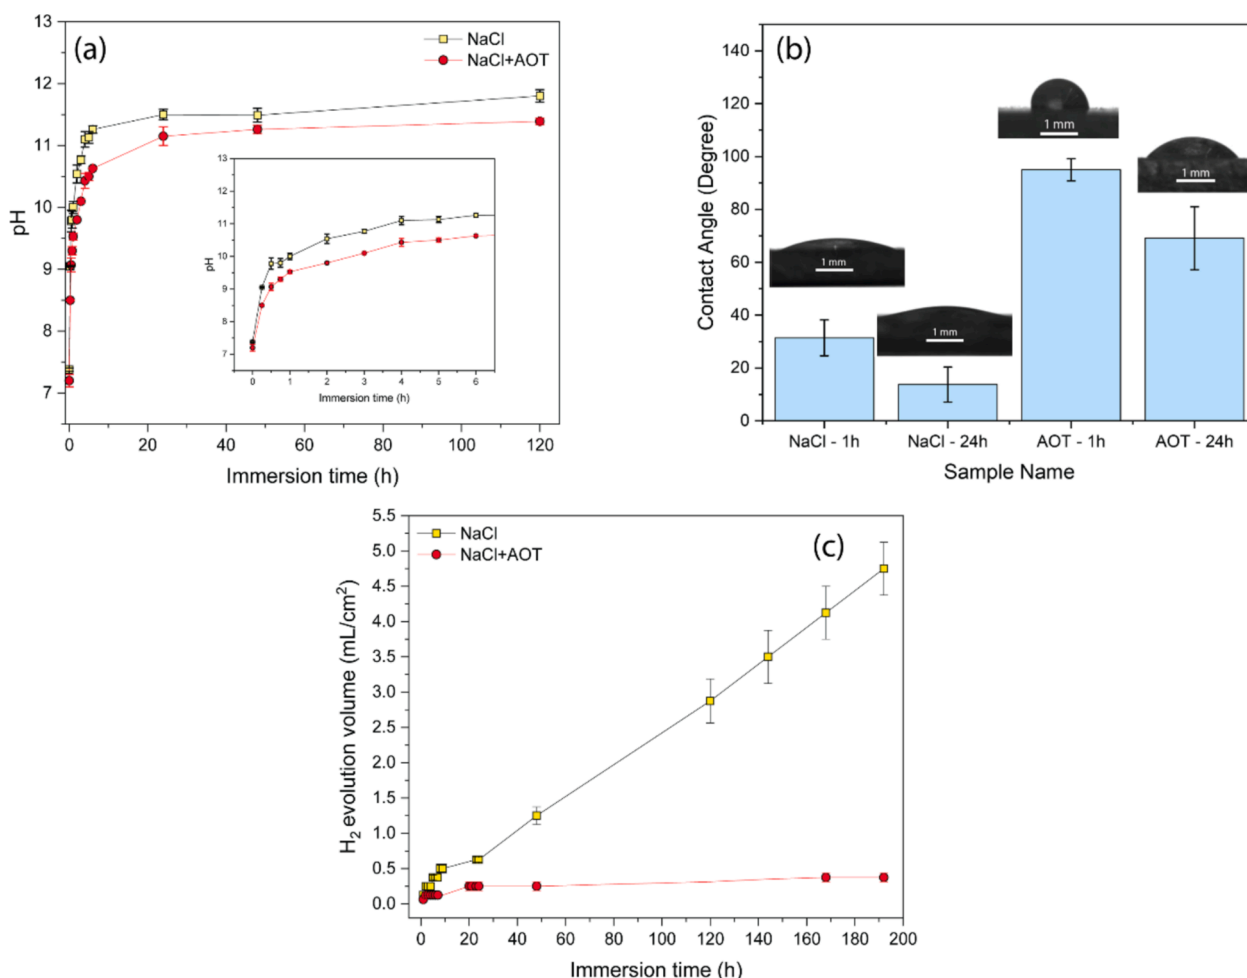 (a)
NaCl
NaCl+AOT
13
12
11
10
9
8
7
pH
0 20 40 60 80 100 120
Immersion time (h)
13
12
11
10
9
8
7
pH
0 1 2 3 4 5 6
Immersion time (h)
(b)
140
120
100
80
60
40
20
0
Contact Angle (Degree)
1 mm
1 mm
1 mm
1 mm
NaCl - 1h NaCl - 24h AOT - 1h AOT - 24h
Sample Name
(c)
NaCl
NaCl+AOT
5.5
5.0
4.5
4.0
3.5
3.0
2.5
2.0
1.5
1.0
0.5
0.0
H₂ evolution volume (mL/cm²)
0 20 40 60 80 100 120 140 160 180 200
Immersion time (h)